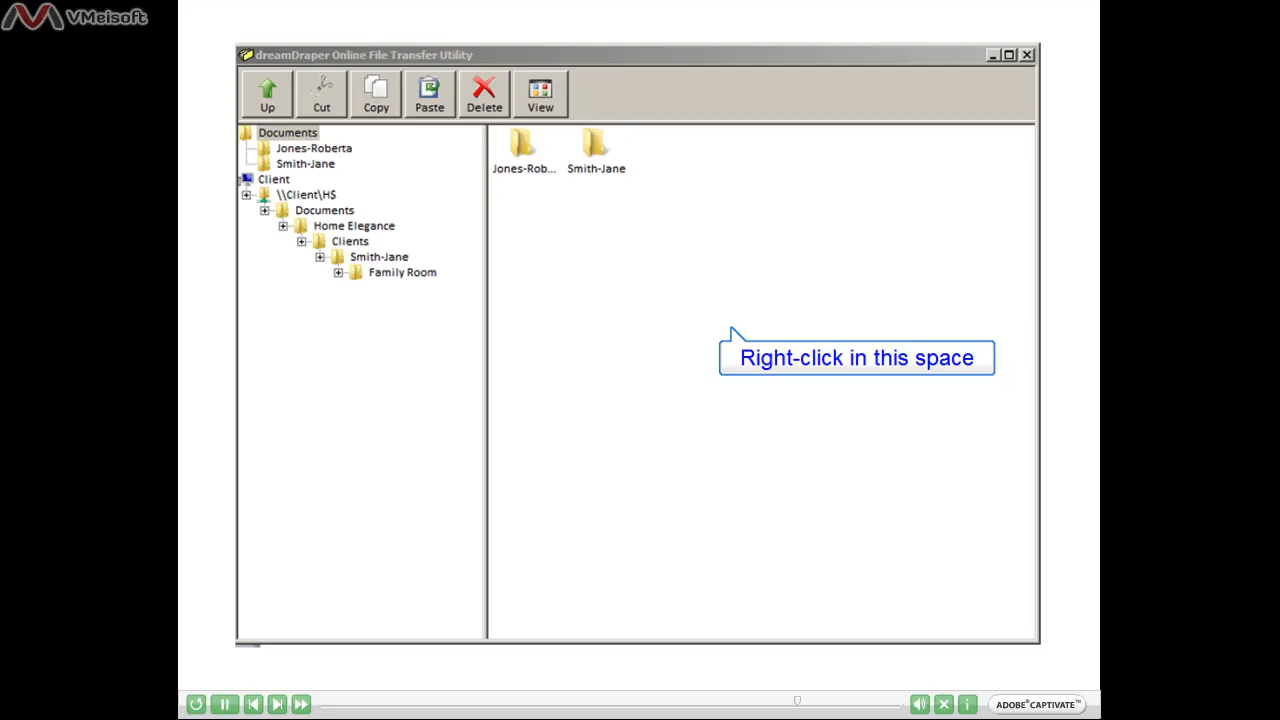 VMeisoft
dreamDraper Online File Transfer Utility
Up
Cut
Copy
Paste
Delete
View
Documents
Jones-Roberta
Smith-Jane
Client
\\Client\H$
Documents
Home Elegance
Clients
Smith-Jane
Family Room
Jones-Rob...
Smith-Jane
Right-click in this space
ADOBE® CAPTIVATE™